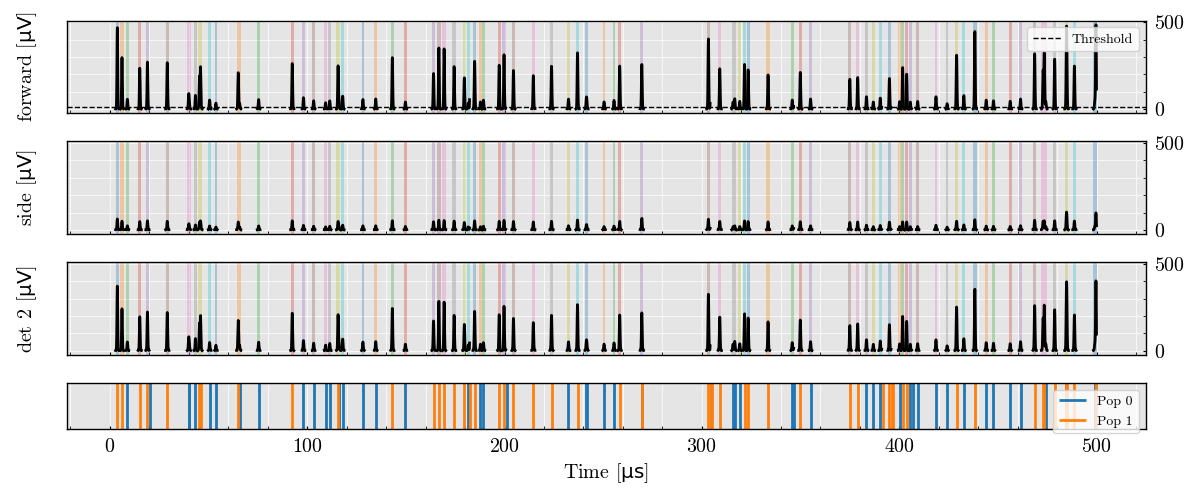 forward [μV]
500
0
Threshold
side [μV]
500
0
det 2 [μV]
500
0
Pop 0
Pop 1
0 100 200 300 400 500
Time [μs]